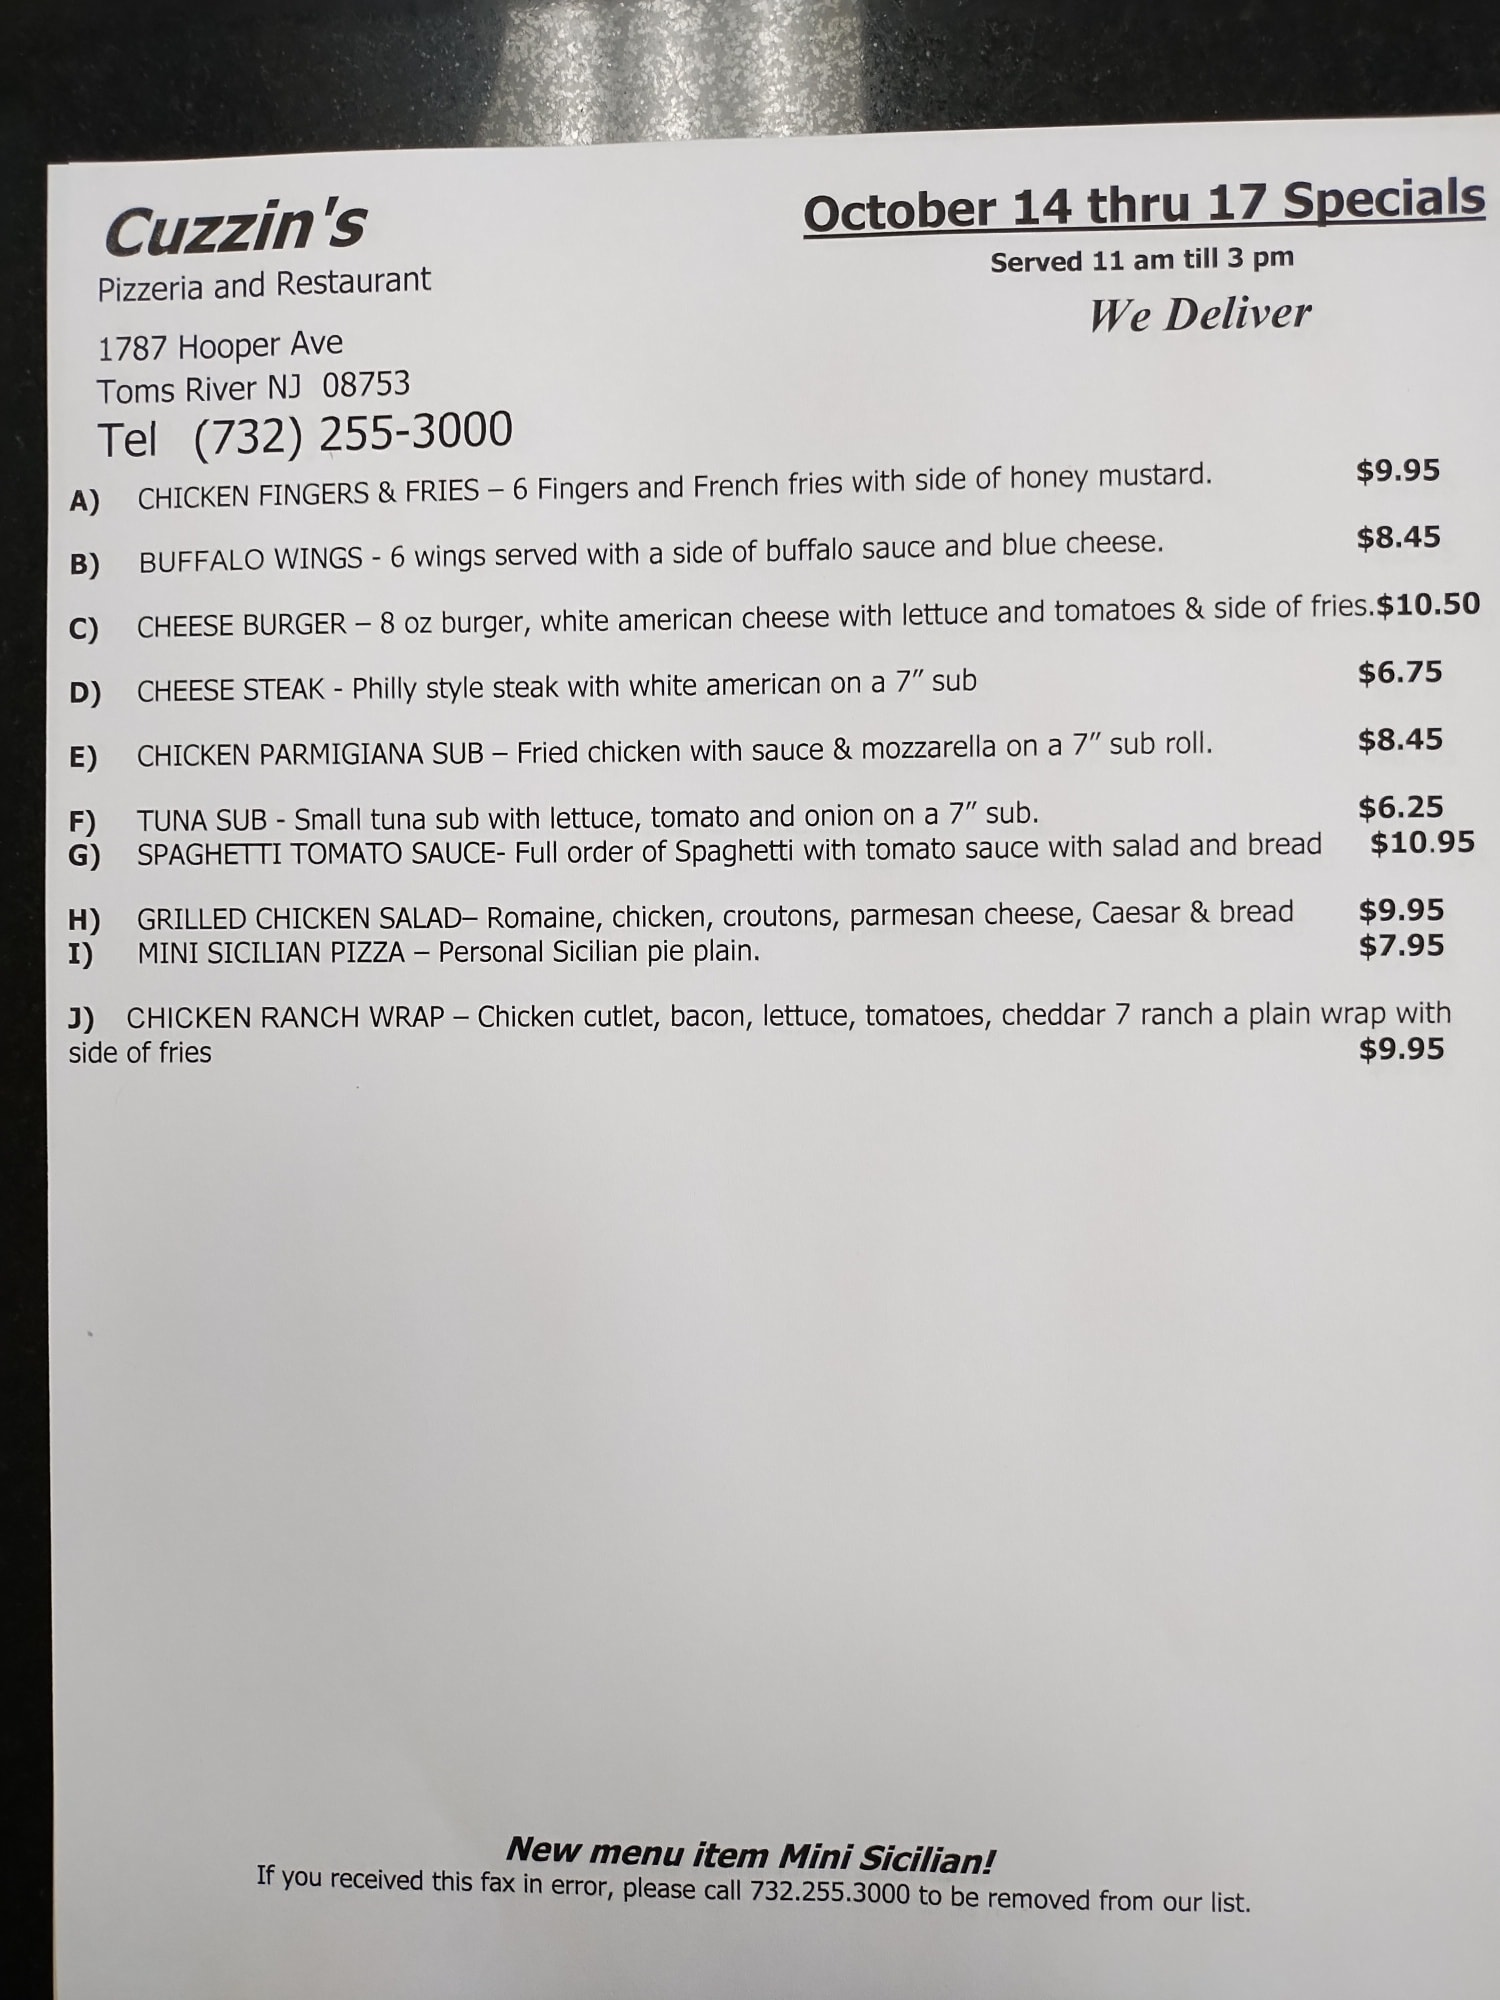 Cuzzin's
Pizzeria and Restaurant
1787 Hooper Ave
Toms River NJ 08753
Tel (732) 255-3000
October 14 thru 17 Specials
Served 11 am till 3 pm
We Deliver
A) CHICKEN FINGERS & FRIES – 6 Fingers and French fries with side of honey mustard. $9.95
B) BUFFALO WINGS - 6 wings served with a side of buffalo sauce and blue cheese. $8.45
C) CHEESE BURGER – 8 oz burger, white american cheese with lettuce and tomatoes & side of fries.$10.50
D) CHEESE STEAK - Philly style steak with white american on a 7" sub $6.75
E) CHICKEN PARMIGIANA SUB – Fried chicken with sauce & mozzarella on a 7" sub roll. $8.45
F) TUNA SUB - Small tuna sub with lettuce, tomato and onion on a 7" sub. $6.25
G) SPAGHETTI TOMATO SAUCE- Full order of Spaghetti with tomato sauce with salad and bread $10.95
H) GRILLED CHICKEN SALAD– Romaine, chicken, croutons, parmesan cheese, Caesar & bread $9.95
I) MINI SICILIAN PIZZA – Personal Sicilian pie plain. $7.95
J) CHICKEN RANCH WRAP – Chicken cutlet, bacon, lettuce, tomatoes, cheddar 7 ranch a plain wrap with
side of fries $9.95
New menu item Mini Sicilian!
If you received this fax in error, please call 732.255.3000 to be removed from our list.